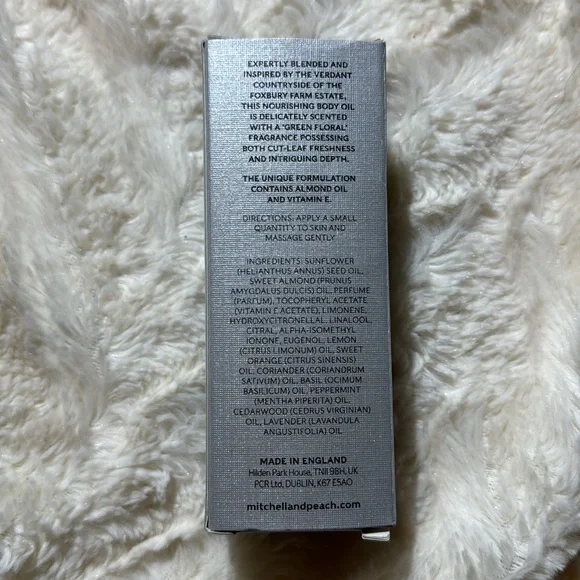 EXPERTLY BLENDED AND
INSPIRED BY THE VERDANT
COUNTRYSIDE OF THE
FOXBURY FARM ESTATE,
THIS NOURISHING BODY OIL
IS DELICATELY SCENTED
WITH A 'GREEN FLORAL'
FRAGRANCE POSSESSING
BOTH CUT-LEAF FRESHNESS
AND INTRIGUING DEPTH.
THE UNIQUE FORMULATION
CONTAINS ALMOND OIL
AND VITAMIN E.
DIRECTIONS: APPLY A SMALL
QUANTITY TO SKIN AND
MASSAGE GENTLY
INGREDIENTS: SUNFLOWER
(HELIANTHUS ANNUS) SEED OIL,
SWEET ALMOND (PRUNUS
AMYGDALUS DULCIS) OIL, PERFUME
(PARFUM), TOCOPHERYL ACETATE
(VITAMIN E ACETATE), LIMONENE,
HYDROXYCITRONELLAL, LINALOOL,
CITRAL, ALPHA-ISOMETHYL
IONONE, EUGENOL, LEMON
(CITRUS LIMONUM) OIL, SWEET
ORANGE (CITRUS SINENSIS)
OIL, CORIANDER (CORIANDRUM
SATIVUM) OIL, BASIL (OCIMUM
BASILICUM) OIL, PEPPERMINT
(MENTHA PIPERITA) OIL,
CEDARWOOD (CEDRUS VIRGINIAN)
OIL, LAVENDER (LAVANDULA
ANGUSTIFOLIA) OIL
MADE IN ENGLAND
Hilden Park House, TN11 9BH, UK
PCR Ltd, DUBLIN, K67 E5A0
mitchellandpeach.com